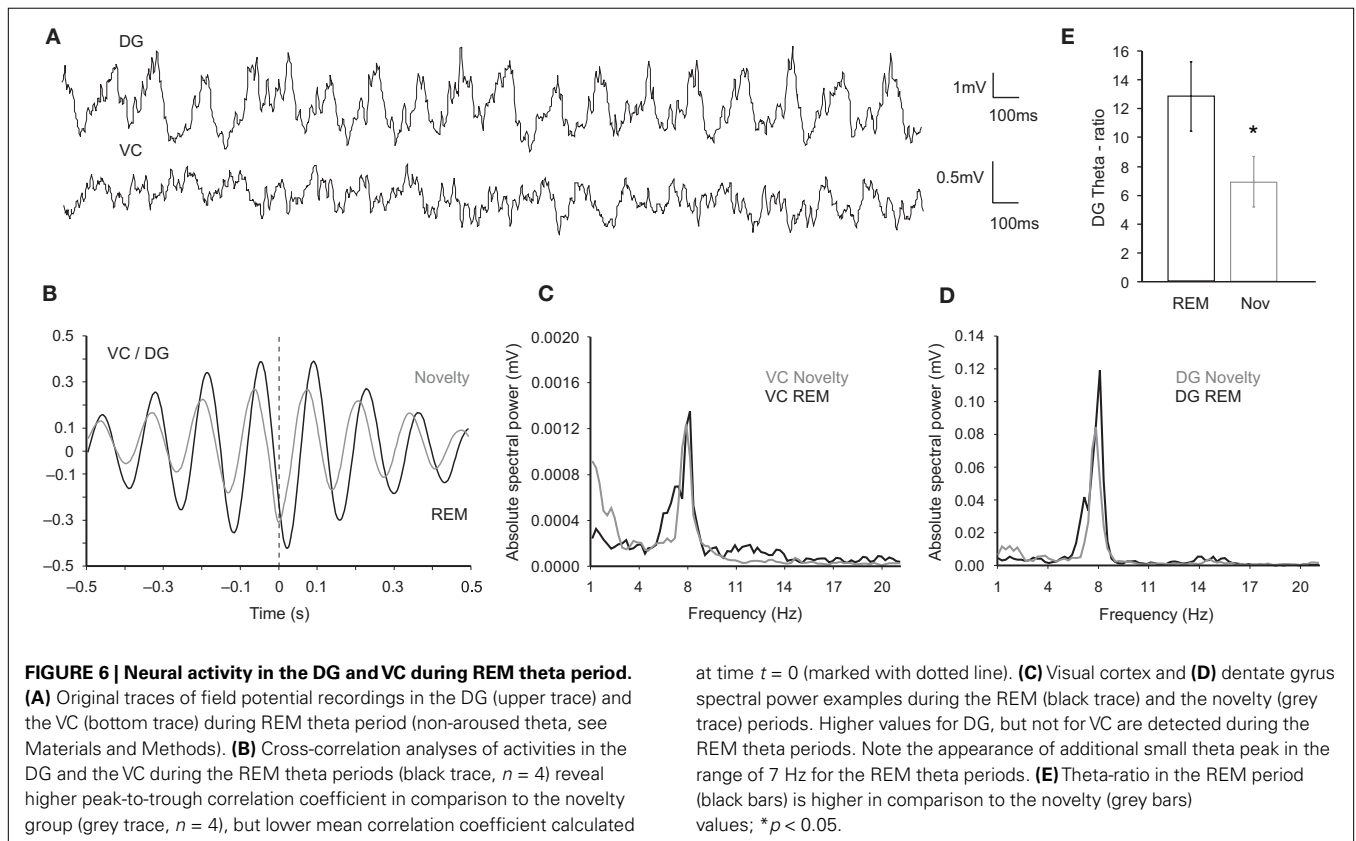 A
DG
VC
1mV
100ms
0.5mV
100ms
E
16
14
12
10
8
6
4
2
0
DG Theta - ratio
*
REM
Nov
B
0.5
0.3
0.1
0
–0.1
–0.3
–0.5
VC / DG
Novelty
REM
–0.5
–0.3
–0.1
0
0.1
0.3
0.5
Time (s)
C
Absolute spectral power (mV)
0.0020
0.0016
0.0012
0.0008
0.0004
0.0000
VC Novelty
VC REM
1
4
8
11
14
17
20
Frequency (Hz)
D
Absolute spectral power (mV)
0.14
0.12
0.10
0.08
0.06
0.04
0.02
0.00
DG Novelty
DG REM
1
4
8
11
14
17
20
Frequency (Hz)
FIGURE 6 | Neural activity in the DG and VC during REM theta period.
(A) Original traces of field potential recordings in the DG (upper trace) and
the VC (bottom trace) during REM theta period (non-aroused theta, see
Materials and Methods). (B) Cross-correlation analyses of activities in the
DG and the VC during the REM theta periods (black trace, n = 4) reveal
higher peak-to-trough correlation coefficient in comparison to the novelty
group (grey trace, n = 4), but lower mean correlation coefficient calculated
at time t = 0 (marked with dotted line). (C) Visual cortex and (D) dentate gyrus
spectral power examples during the REM (black trace) and the novelty (grey
trace) periods. Higher values for DG, but not for VC are detected during the
REM theta periods. Note the appearance of additional small theta peak in the
range of 7 Hz for the REM theta periods. (E) Theta-ratio in the REM period
(black bars) is higher in comparison to the novelty (grey bars)
values; *p < 0.05.